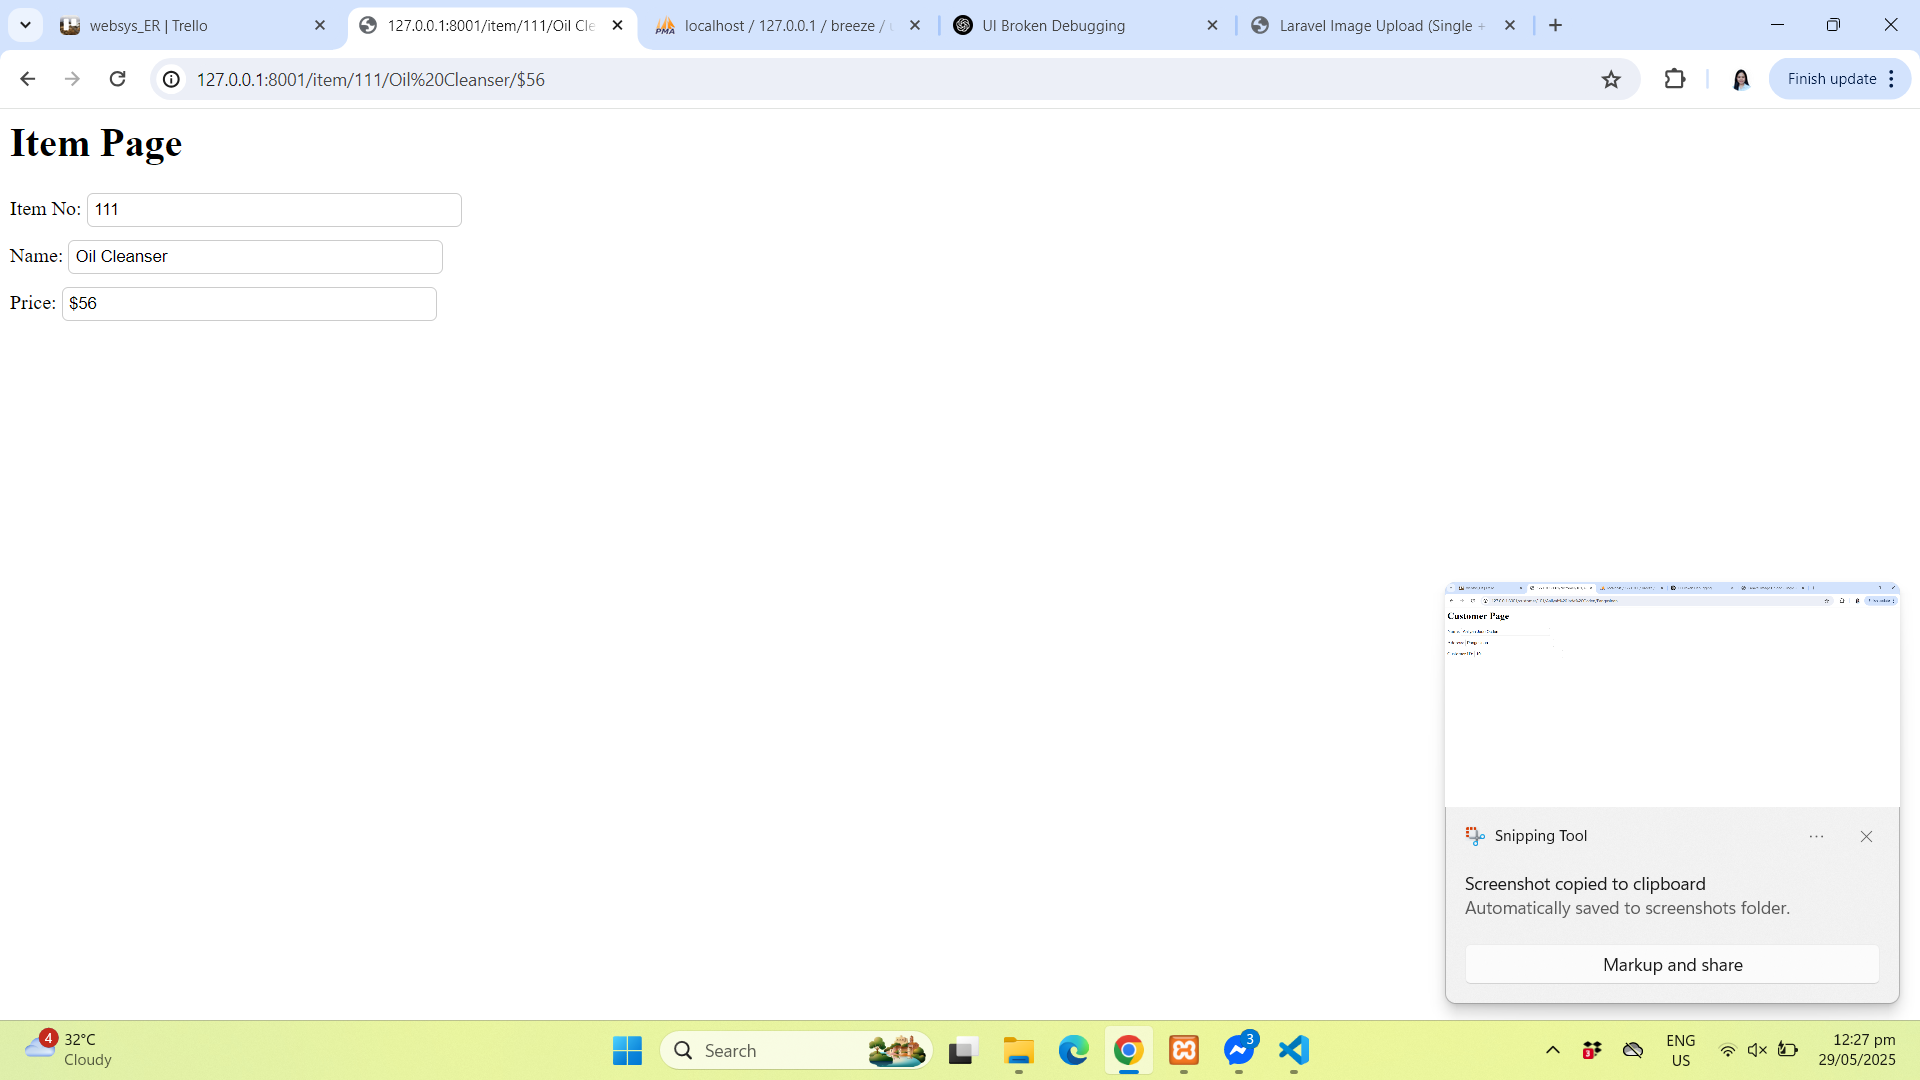 websys_ER | Trello
127.0.0.1:8001/item/111/Oil Cle
localhost / 127.0.0.1 / breeze /
UI Broken Debugging
Laravel Image Upload (Single +
127.0.0.1:8001/item/111/Oil%20Cleanser/$56
Finish update
Item Page
Item No: 111
Name: Oil Cleanser
Price: $56
Customer Page
Snipping Tool
Screenshot copied to clipboard
Automatically saved to screenshots folder.
Markup and share
4
32°C
Cloudy
Search
3
3
ENG
US
12:27 pm
29/05/2025